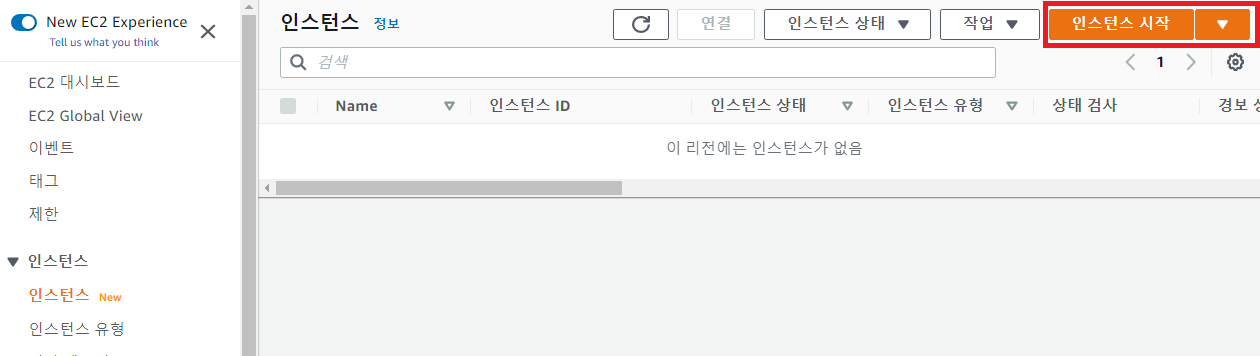 New EC2 Experience
Tell us what you think
EC2 대시보드
EC2 Global View
이벤트
태그
제한
인스턴스
인스턴스 New
인스턴스 유형
인스턴스 정보
연결 인스턴스 상태 작업 인스턴스 시작
검색
1
Name 인스턴스 ID 인스턴스 상태 인스턴스 유형 상태 검사 경보
이 리전에는 인스턴스가 없음